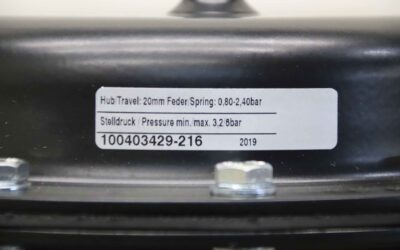 Hub/Travel: 20mm Feder/Spring: 0,80-2,40bar
Stelldruck / Pressure min. max. 3,2 6bar
100403429-216 2019